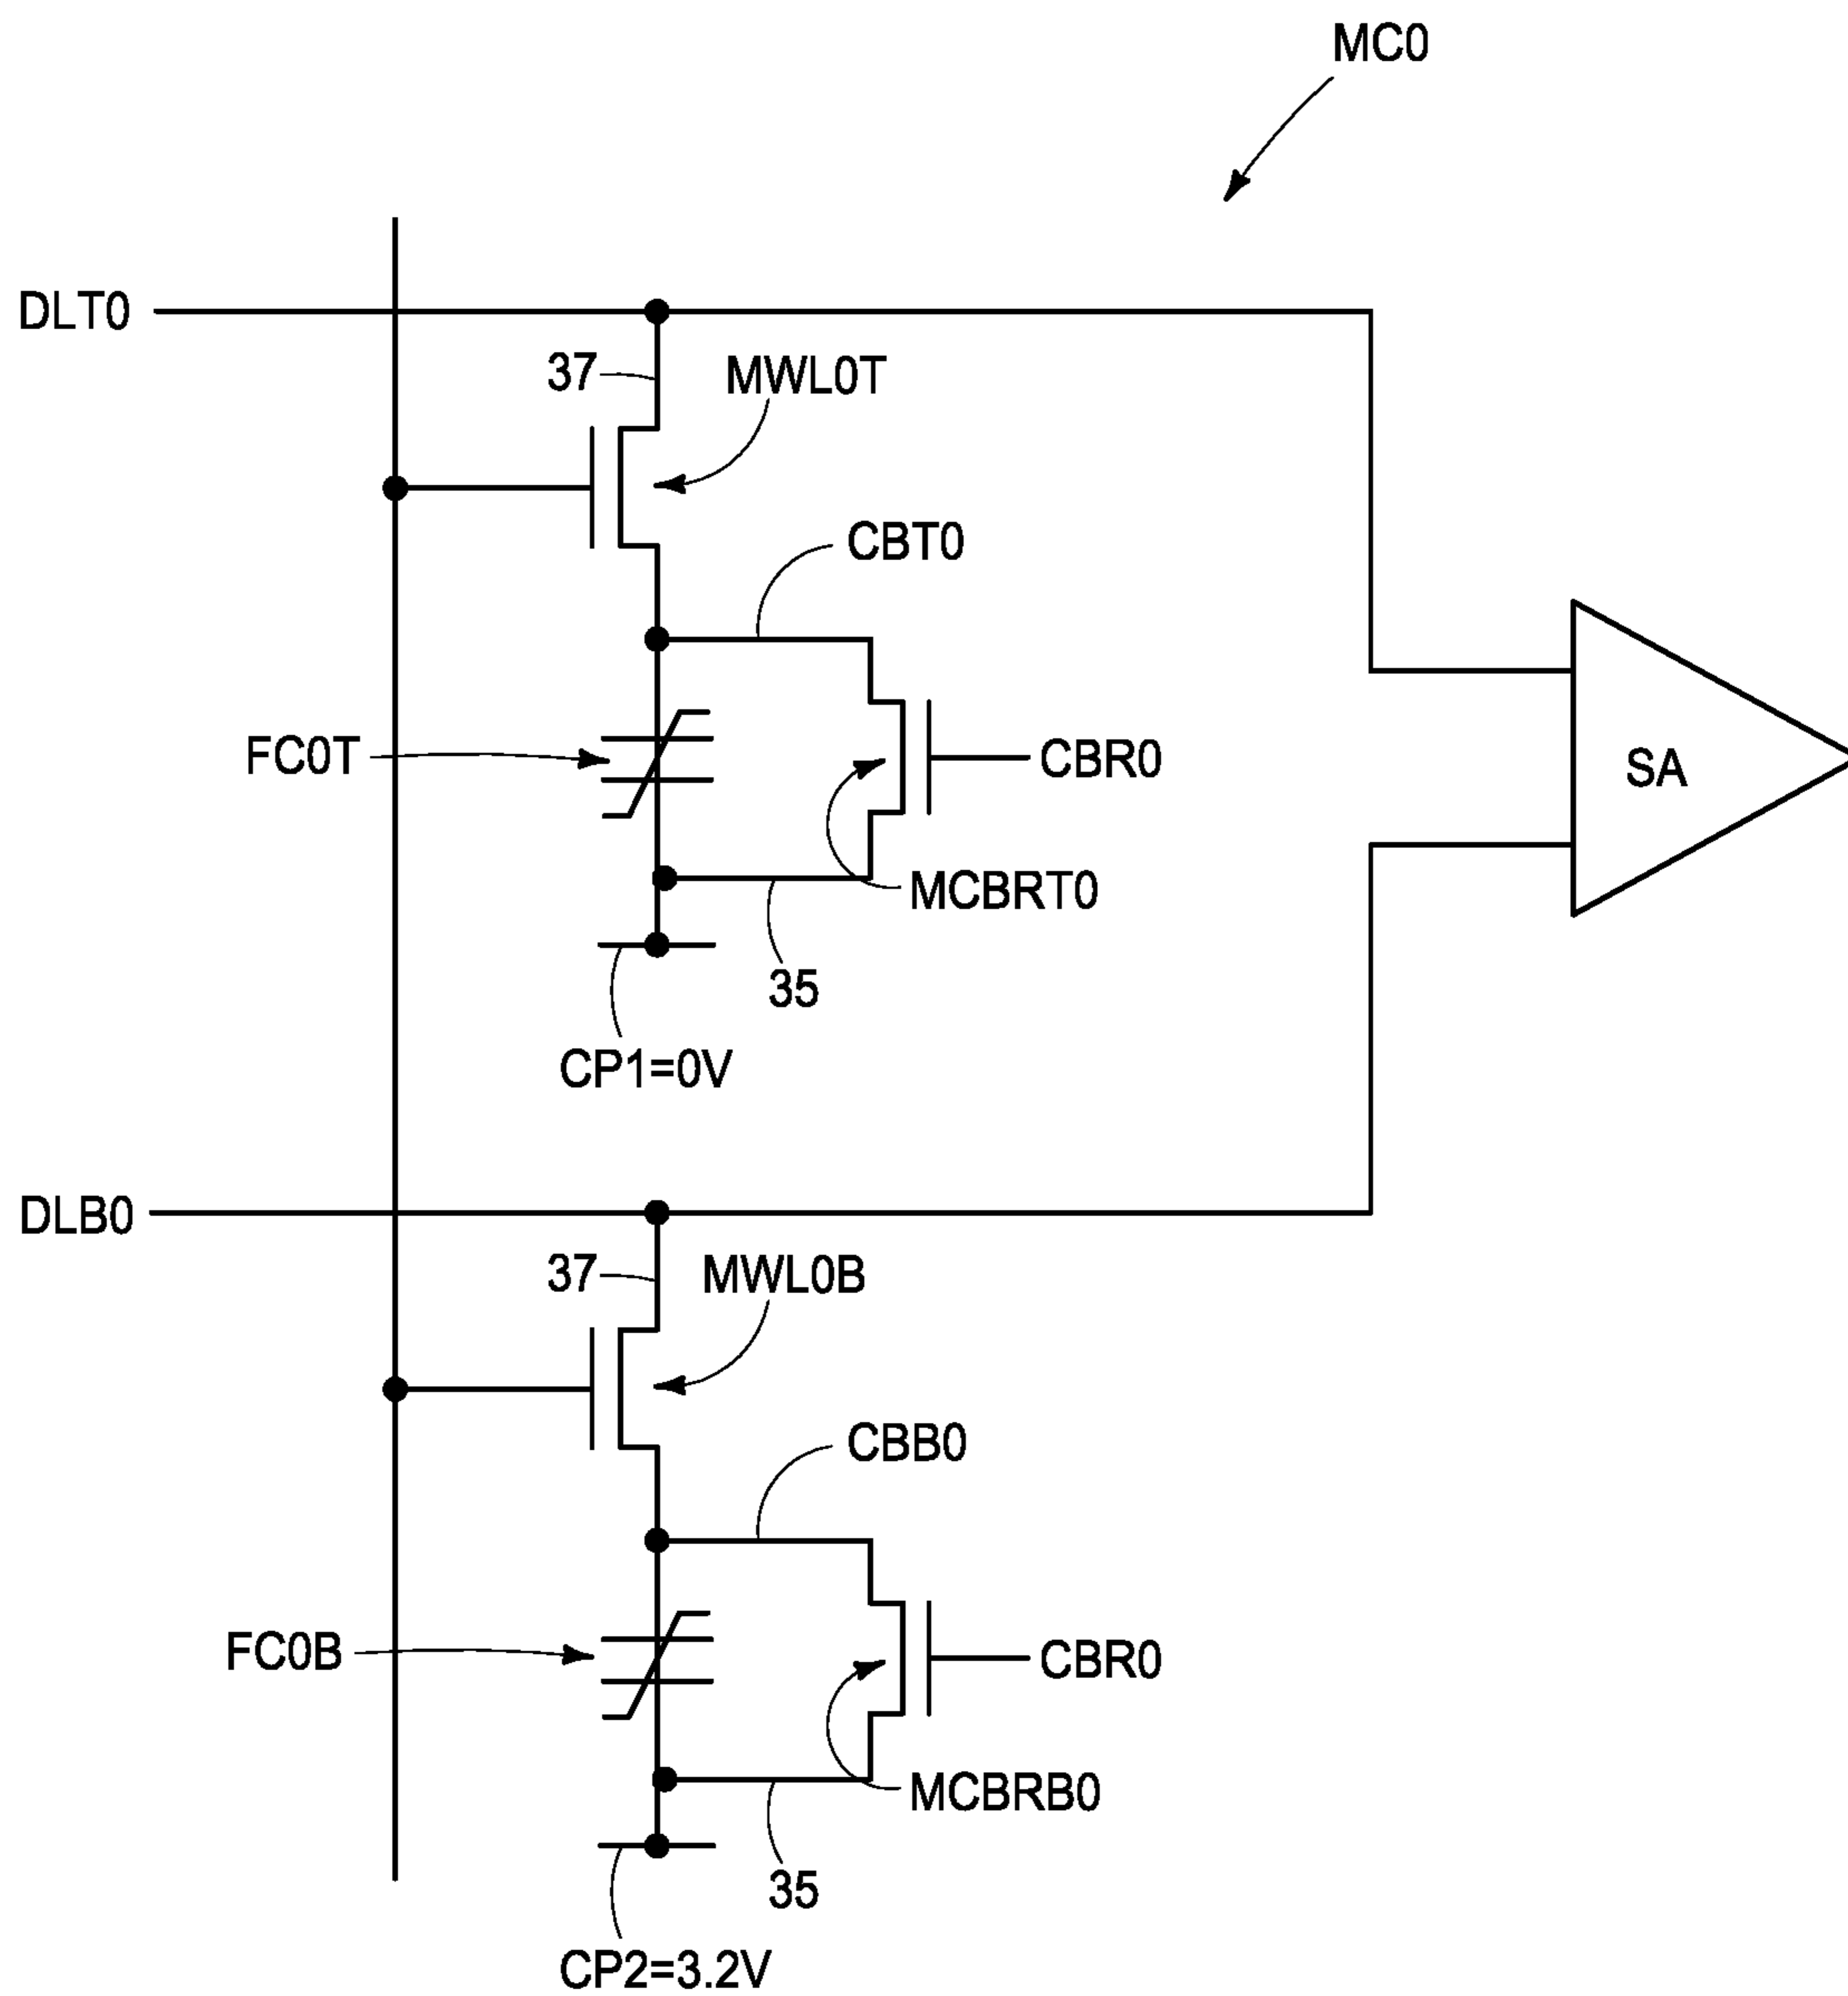 MC0
DLT0
37
MWL0T
CBT0
FC0T
CBR0
SA
MCBRT0
35
CP1=0V
DLB0
37
MWL0B
CBB0
FC0B
CBR0
MCBRB0
35
CP2=3.2V